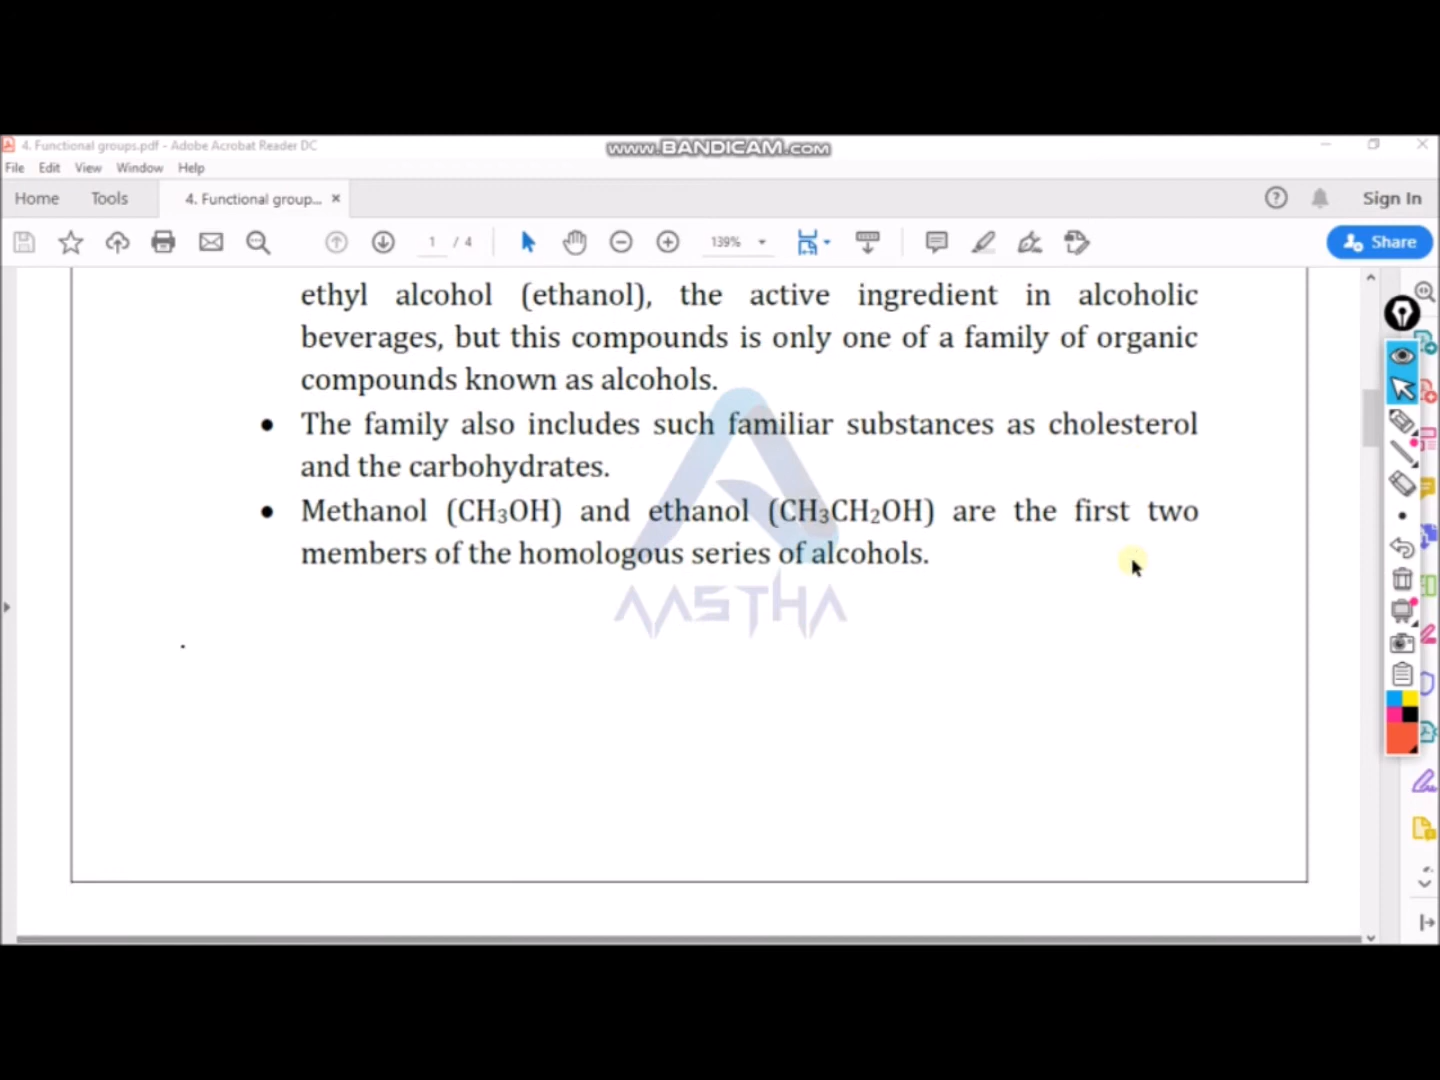 4. Functional groups.pdf - Adobe Acrobat Reader DC
www.BANDICAM.com
File Edit View Window Help
Home Tools 4. Functional group... × Sign In
1 / 4 139% Share
ethyl alcohol (ethanol), the active ingredient in alcoholic
beverages, but this compounds is only one of a family of organic
compounds known as alcohols.
• The family also includes such familiar substances as cholesterol
and the carbohydrates.
• Methanol (CH₃OH) and ethanol (CH₃CH₂OH) are the first two
members of the homologous series of alcohols.
AASTHA
.